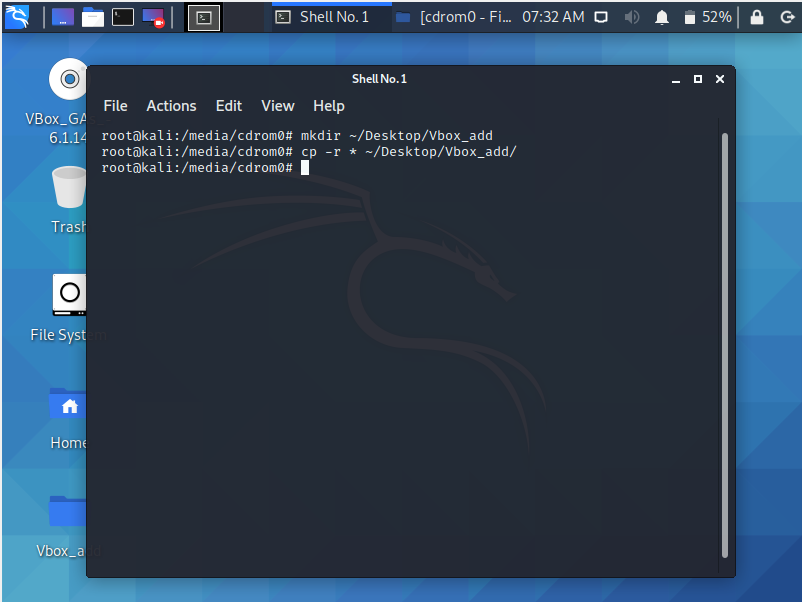 Shell No. 1
[cdrom0 - Fi...
07:32 AM
52%
Shell No. 1
File Actions Edit View Help
root@kali:/media/cdrom0# mkdir ~/Desktop/Vbox_add
root@kali:/media/cdrom0# cp -r * ~/Desktop/Vbox_add/
root@kali:/media/cdrom0#
VBox_GA
6.1.14
Trash
File System
Home
Vbox_add